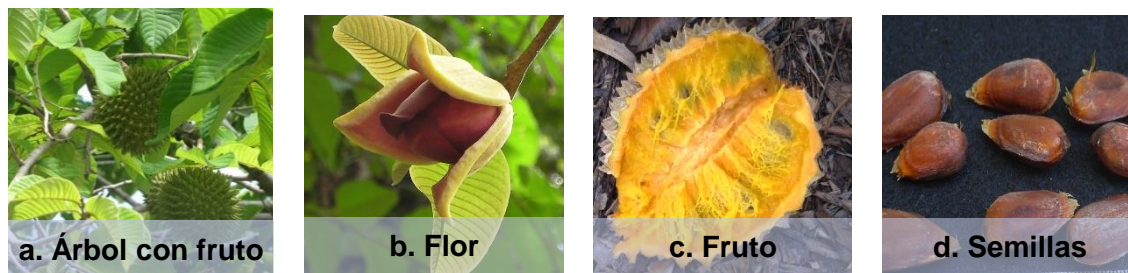 a. Árbol con fruto
b. Flor
c. Fruto
d. Semillas